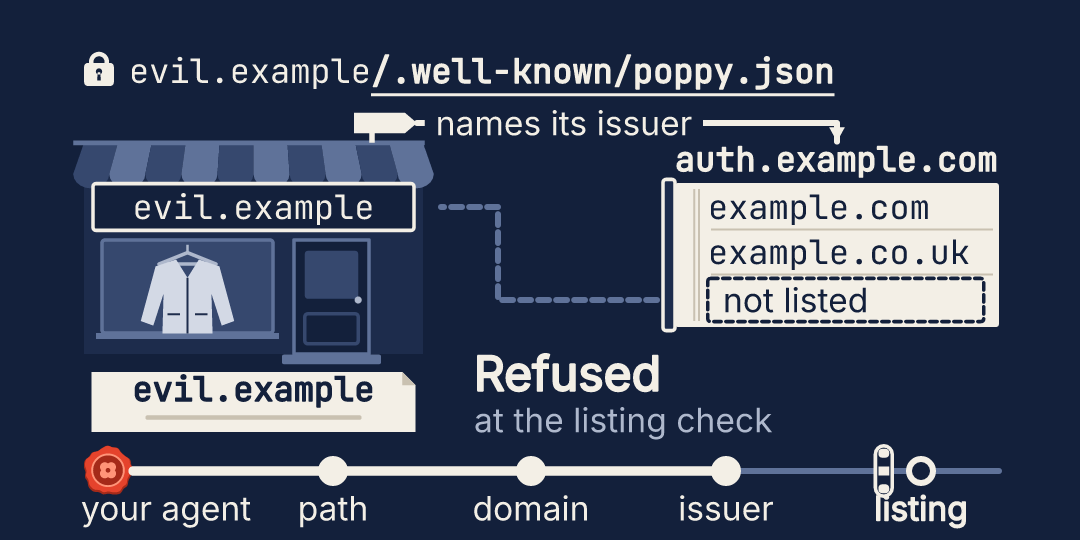 evil.example/.well-known/poppy.json
names its issuer
auth.example.com
evil.example
example.com
example.co.uk
not listed
evil.example
Refused
at the listing check
your agent
path
domain
issuer
listing